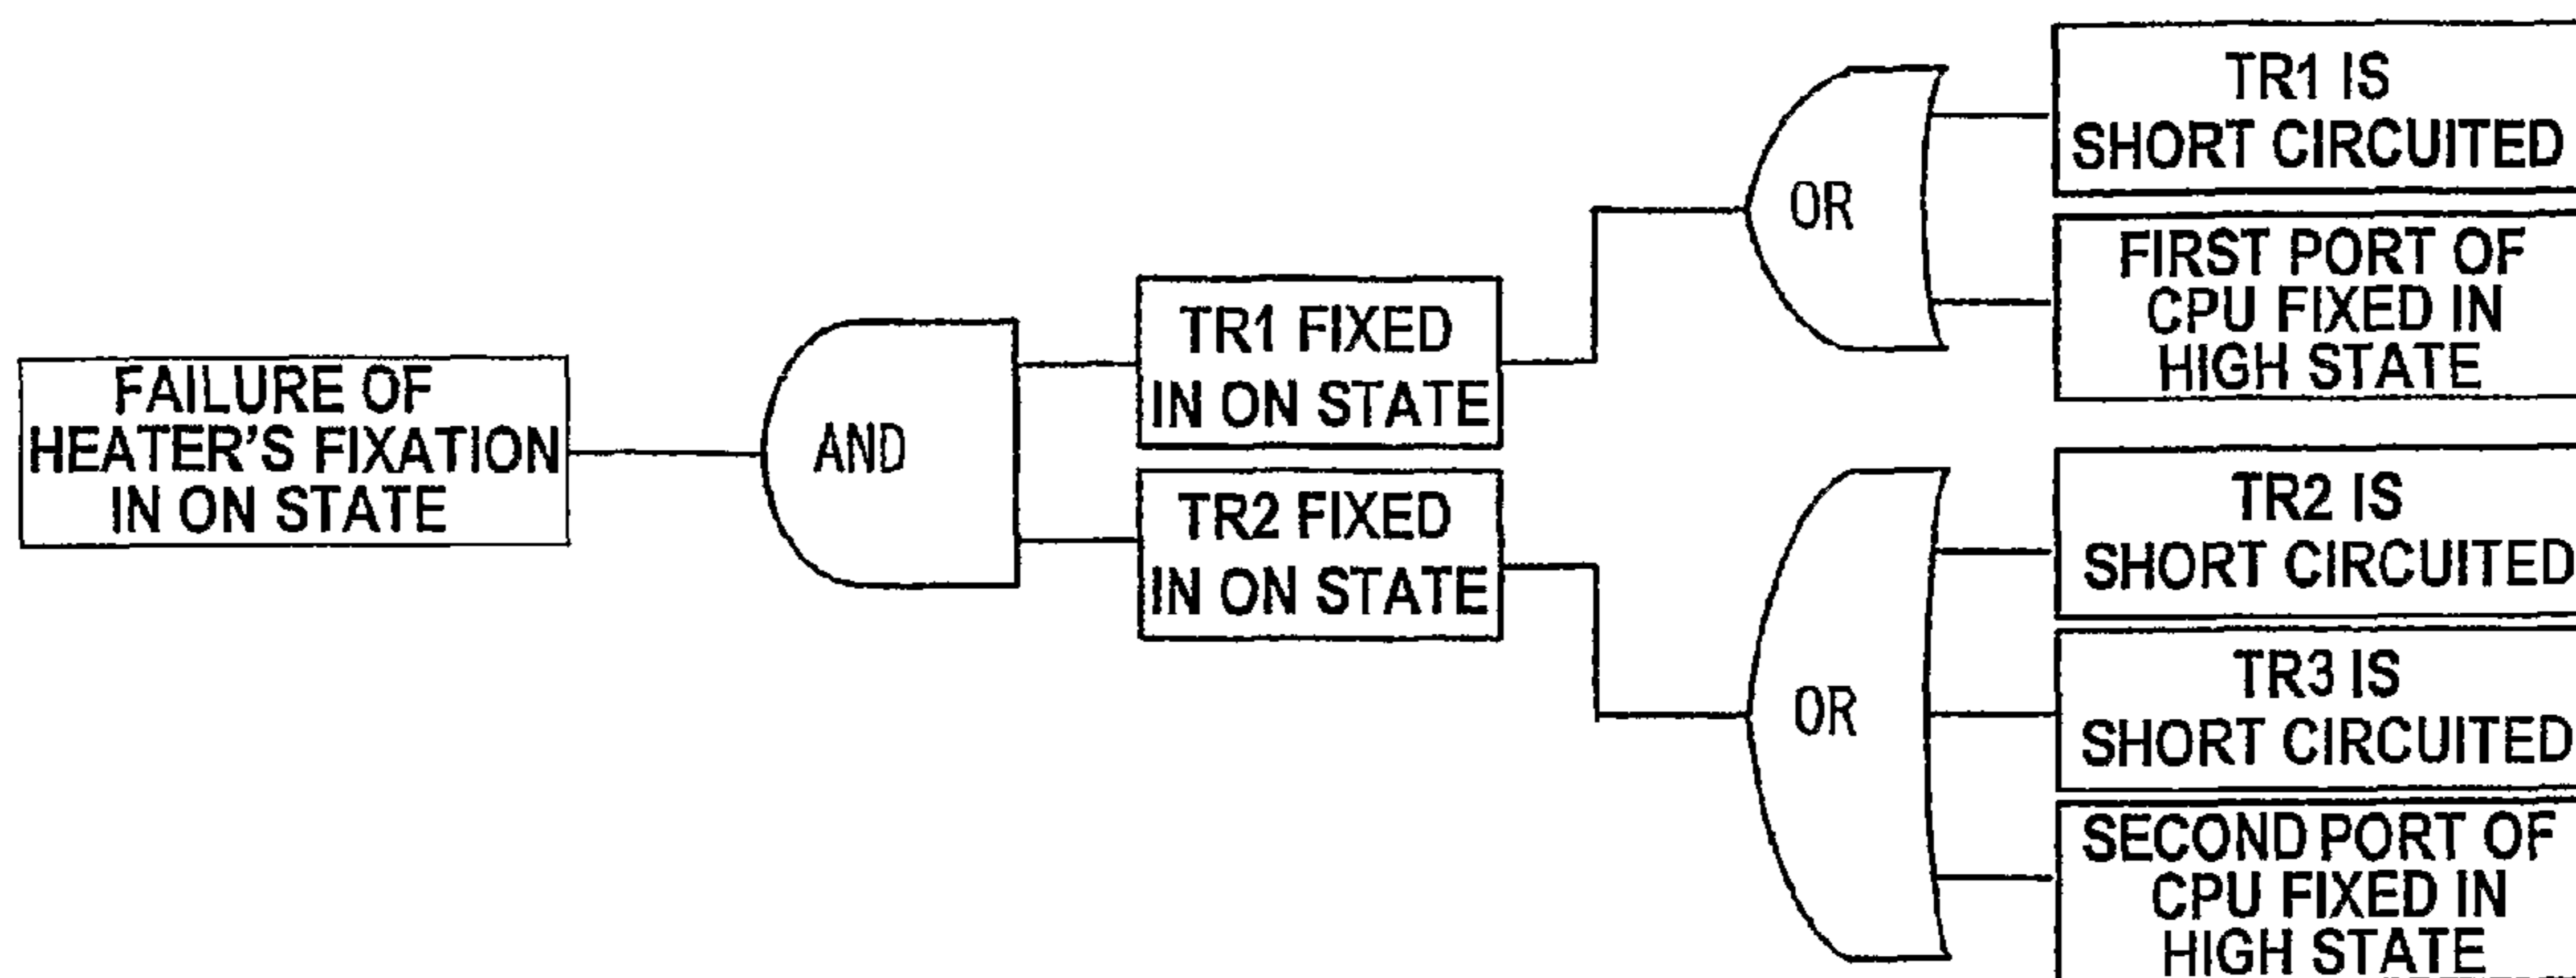 FAILURE OF
HEATER'S FIXATION
IN ON STATE
AND
TR1 FIXED
IN ON STATE
TR2 FIXED
IN ON STATE
OR
TR1 IS
SHORT CIRCUITED
FIRST PORT OF
CPU FIXED IN
HIGH STATE
OR
TR2 IS
SHORT CIRCUITED
TR3 IS
SHORT CIRCUITED
SECOND PORT OF
CPU FIXED IN
HIGH STATE